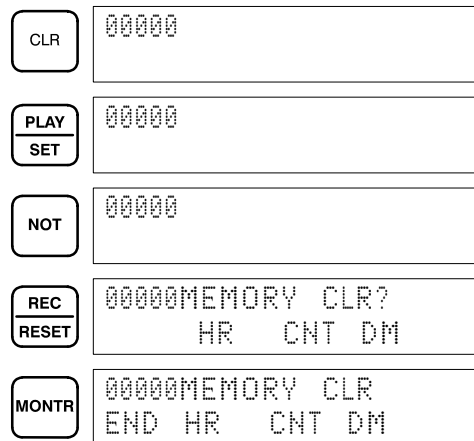 CLR
00000
PLAY
SET
00000
NOT
00000
REC
RESET
00000MEMORY CLR?
HR CNT DM
MONTR
00000MEMORY CLR
END HR CNT DM